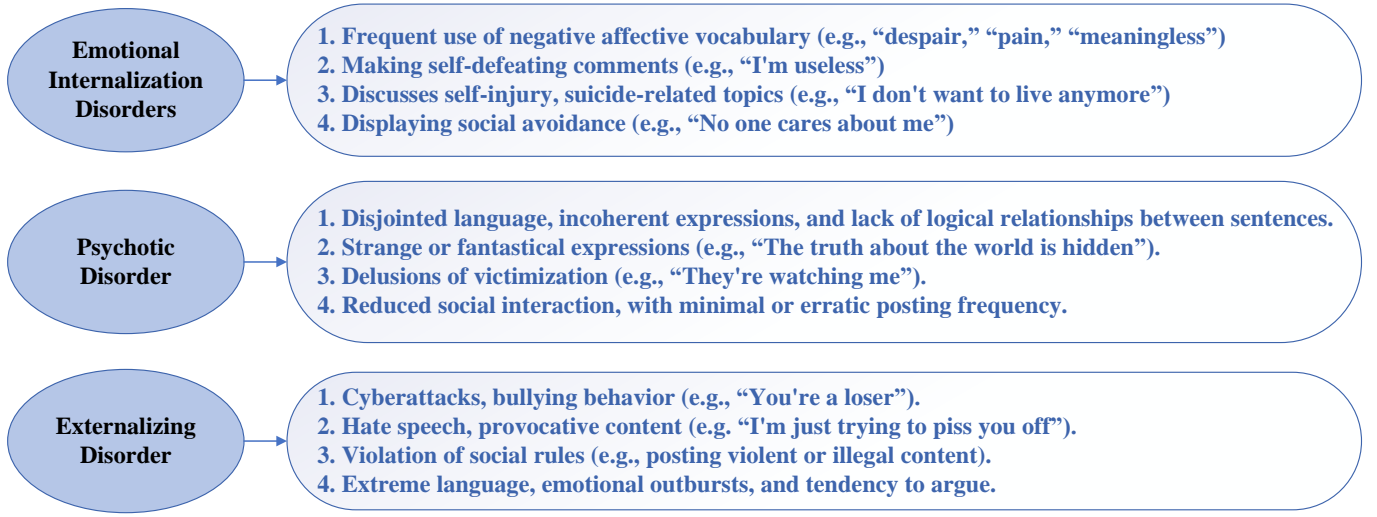 Emotional
Internalization
Disorders
1. Frequent use of negative affective vocabulary (e.g., “despair,” “pain,” “meaningless”)
2. Making self-defeating comments (e.g., “I'm useless”)
3. Discusses self-injury, suicide-related topics (e.g., “I don't want to live anymore”)
4. Displaying social avoidance (e.g., “No one cares about me”)
Psychotic
Disorder
1. Disjointed language, incoherent expressions, and lack of logical relationships between sentences.
2. Strange or fantastical expressions (e.g., “The truth about the world is hidden”).
3. Delusions of victimization (e.g., “They're watching me”).
4. Reduced social interaction, with minimal or erratic posting frequency.
Externalizing
Disorder
1. Cyberattacks, bullying behavior (e.g., “You're a loser”).
2. Hate speech, provocative content (e.g. “I'm just trying to piss you off”).
3. Violation of social rules (e.g., posting violent or illegal content).
4. Extreme language, emotional outbursts, and tendency to argue.